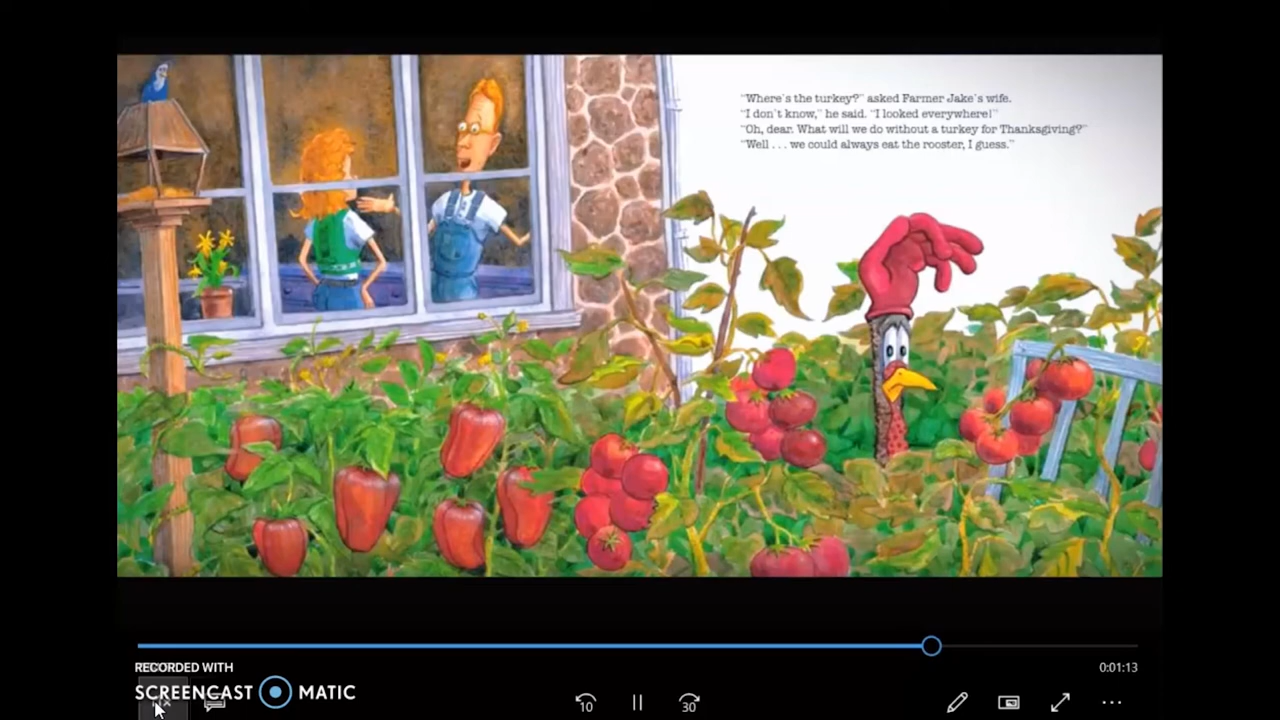 "Where's the turkey?" asked Farmer Jake's wife.
"I don't know," he said. "I looked everywhere!"
"Oh, dear. What will we do without a turkey for Thanksgiving?"
"Well . . . we could always eat the rooster, I guess."
RECORDED WITH
0:01:13
SCREENCAST MATIC
10
30